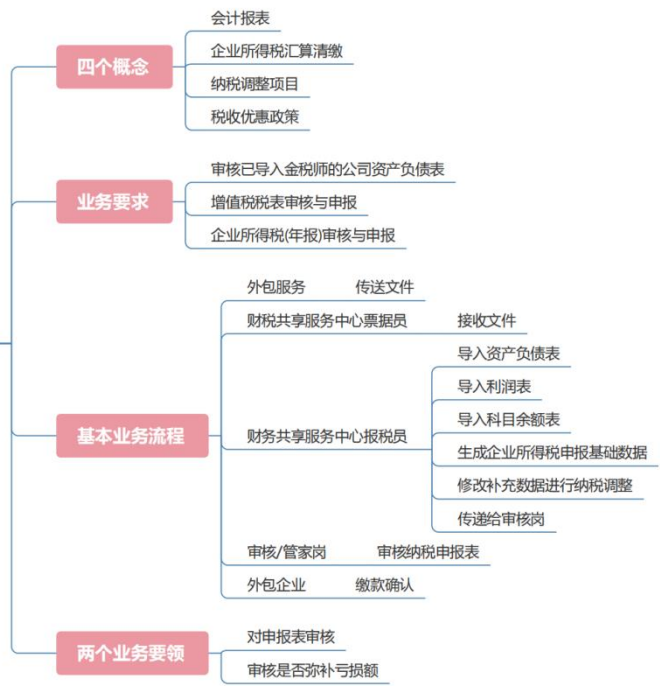 四个概念
会计报表
企业所得税汇算清缴
纳税调整项目
税收优惠政策
业务要求
审核已导入金税师的公司资产负债表
增值税税表审核与申报
企业所得税(年报)审核与申报
基本业务流程
外包服务 传送文件
财税共享服务中心票据员 接收文件
财务共享服务中心报税员
导入资产负债表
导入利润表
导入科目余额表
生成企业所得税申报基础数据
修改补充数据进行纳税调整
传递给审核岗
审核/管家岗 审核纳税申报表
外包企业 缴款确认
两个业务要领
对申报表审核
审核是否弥补亏损额